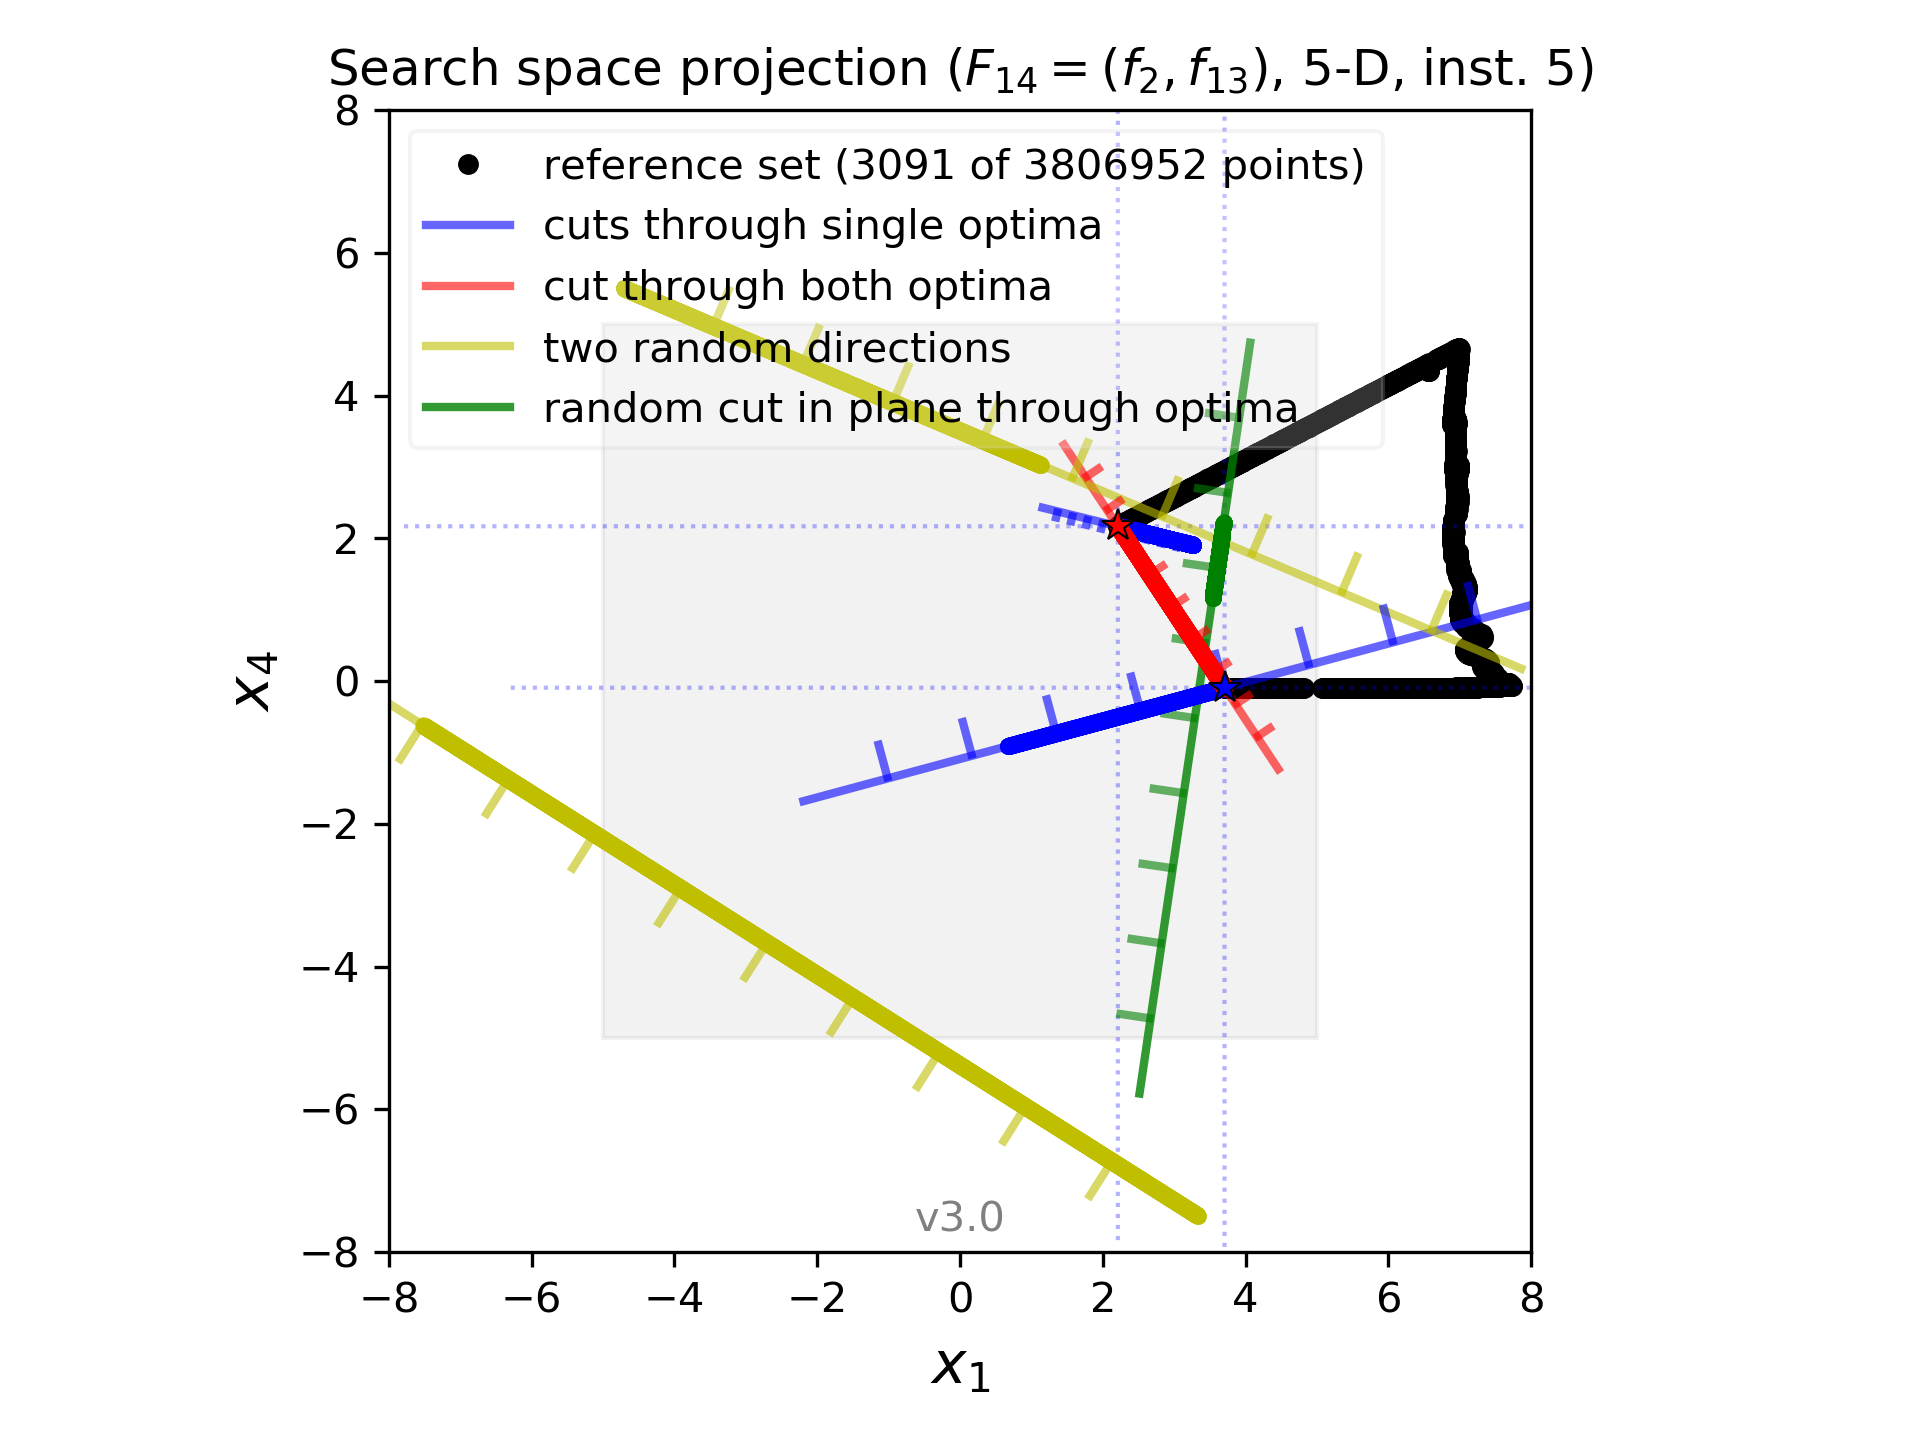 Search space projection (F14 = (f2, f13), 5-D, inst. 5)
reference set (3091 of 3806952 points)
cuts through single optima
cut through both optima
two random directions
random cut in plane through optima
8
6
4
2
0
−2
−4
−6
−8
x4
v3.0
−8 −6 −4 −2 0 2 4 6 8
x1